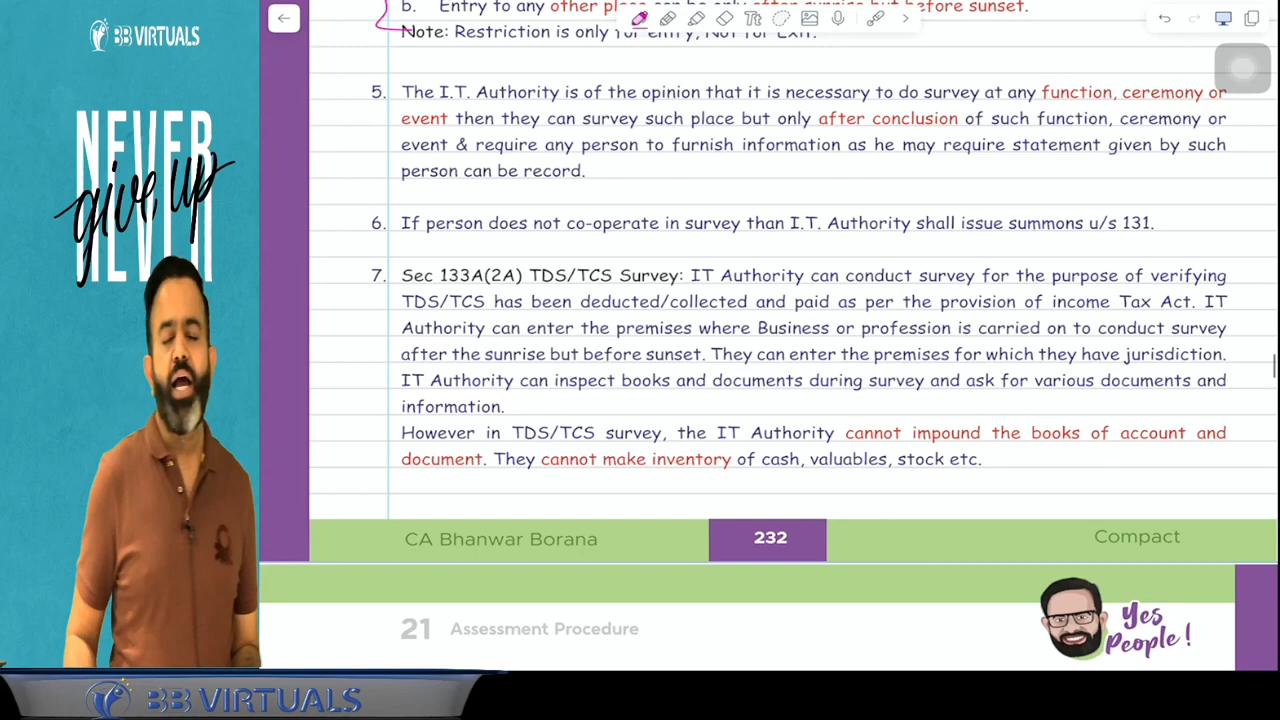 BB VIRTUALS
NEVER
give up
NEVER
b. Entry to any other place can be only after sunrise but before sunset.
Note: Restriction is only for entry, Not for Exit.
5. The I.T. Authority is of the opinion that it is necessary to do survey at any function, ceremony or
event then they can survey such place but only after conclusion of such function, ceremony or
event & require any person to furnish information as he may require statement given by such
person can be record.
6. If person does not co-operate in survey than I.T. Authority shall issue summons u/s 131.
7. Sec 133A(2A) TDS/TCS Survey: IT Authority can conduct survey for the purpose of verifying
TDS/TCS has been deducted/collected and paid as per the provision of income Tax Act. IT
Authority can enter the premises where Business or profession is carried on to conduct survey
after the sunrise but before sunset. They can enter the premises for which they have jurisdiction.
IT Authority can inspect books and documents during survey and ask for various documents and
information.
However in TDS/TCS survey, the IT Authority cannot impound the books of account and
document. They cannot make inventory of cash, valuables, stock etc.
CA Bhanwar Borana 232 Compact
21 Assessment Procedure
Yes
People!
BB VIRTUALS